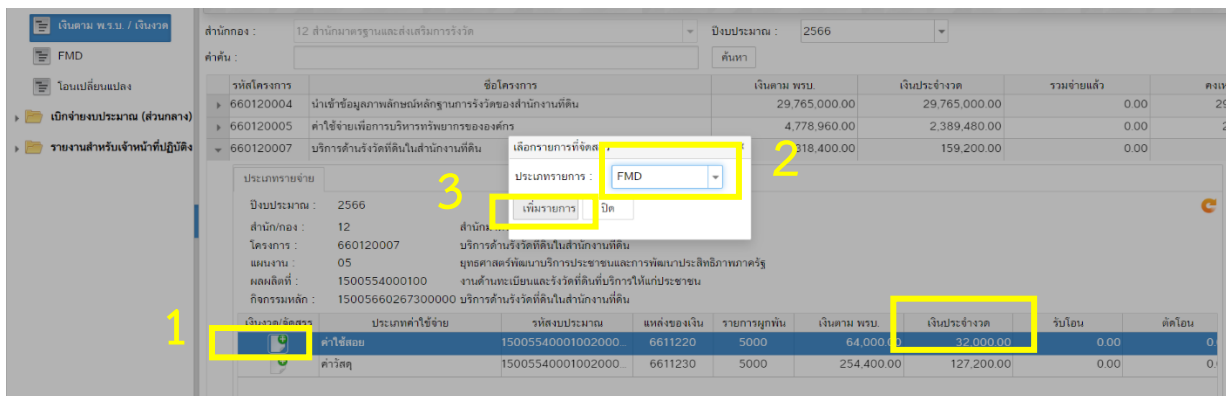 เงินตาม พ.ร.บ. / เงินงวด
สำนักกอง : 12 สำนักมาตรฐานและส่งเสริมการรังวัด ปีงบประมาณ : 2566
FMD
คำค้น : ค้นหา
โอนเปลี่ยนแปลง
รหัสโครงการ ชื่อโครงการ เงินตาม พรบ. เงินประจำงวด รวมจ่ายแล้ว
660120004 นำเข้าข้อมูลภาพลักษณ์หลักฐานการรังวัดของสำนักงานที่ดิน 29,765,000.00 29,765,000.00 0.00
เบิกจ่ายงบประมาณ (ส่วนกลาง)
660120005 ค่าใช้จ่ายเพื่อการบริหารทรัพยากรขององค์กร 4,778,960.00 2,389,480.00 0.00
รายงานสำหรับเจ้าหน้าที่ปฏิบัติง
660120007 บริการด้านรังวัดที่ดินในสำนักงานที่ดิน 318,400.00 159,200.00 0.00
เลือกรายการที่จัดส
2
ประเภทรายจ่าย
ประเภทรายการ : FMD
3
เพิ่มรายการ ปิด
ปีงบประมาณ : 2566
สำนัก/กอง : 12
โครงการ : 660120007 บริการด้านรังวัดที่ดินในสำนักงานที่ดิน
แผนงาน : 05 ยุทธศาสตร์พัฒนาบริการประชาชนและการพัฒนาประสิทธิภาพภาครัฐ
ผลผลิตที่ : 1500554000100 งานด้านทะเบียนและรังวัดที่ดินที่บริการให้แก่ประชาชน
กิจกรรมหลัก : 15005660267300000 บริการด้านรังวัดที่ดินในสำนักงานที่ดิน
1
เงินงวด/จัดสรร ประเภทค่าใช้จ่าย รหัสงบประมาณ แหล่งของเงิน รายการผูกพัน เงินตาม พรบ. เงินประจำงวด รับโอน ตัดโอน
ค่าใช้สอย 15005540001002000... 6611220 5000 64,000.00 32,000.00 0.00
ค่าวัสดุ 15005540001002000... 6611230 5000 254,400.00 127,200.00 0.00